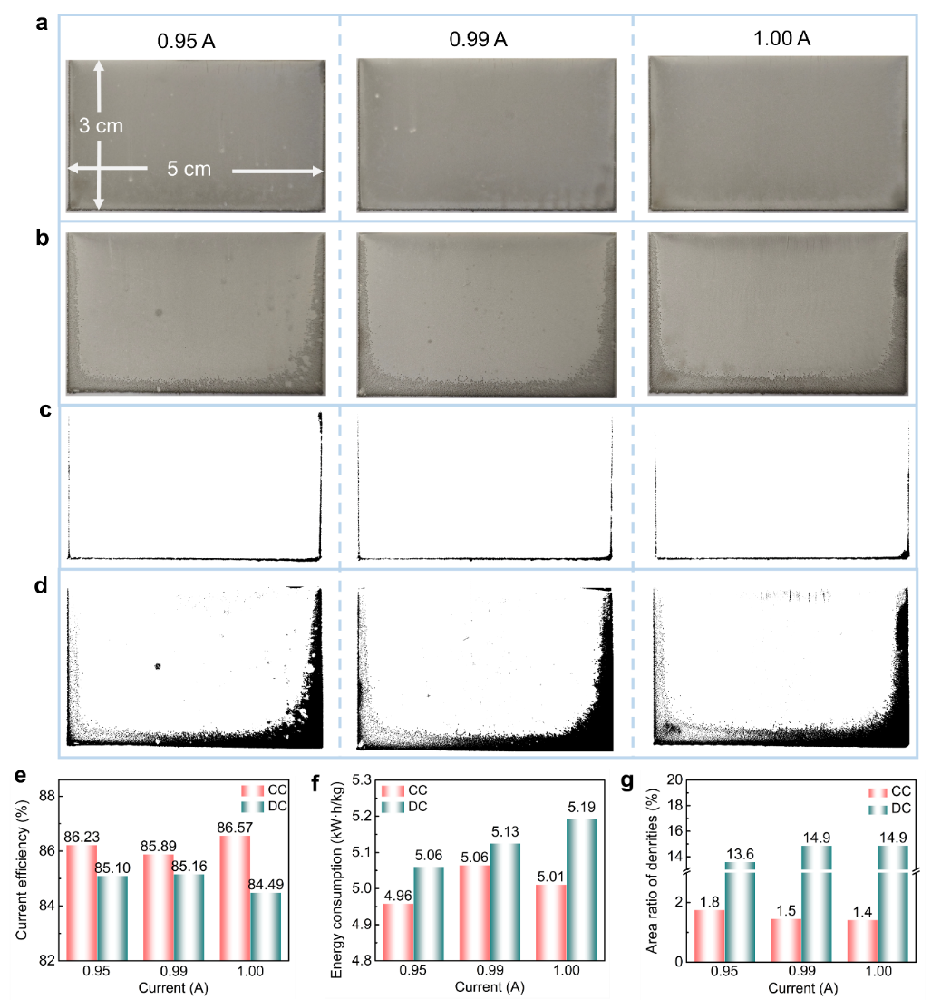 a
0.95 A
0.99 A
1.00 A
3 cm
5 cm
b
c
d
e
Current efficiency (%)
88
86
84
82
CC
DC
86.23
85.10
85.89
85.16
86.57
84.49
0.95
0.99
1.00
Current (A)
f
Energy consumption (kW·h/kg)
5.3
5.2
5.1
5.0
4.9
4.8
CC
DC
4.96
5.06
5.06
5.13
5.01
5.19
0.95
0.99
1.00
Current (A)
g
Area ratio of denrities (%)
20
18
16
14
2
0
CC
DC
1.8
13.6
1.5
14.9
1.4
14.9
0.95
0.99
1.00
Current (A)